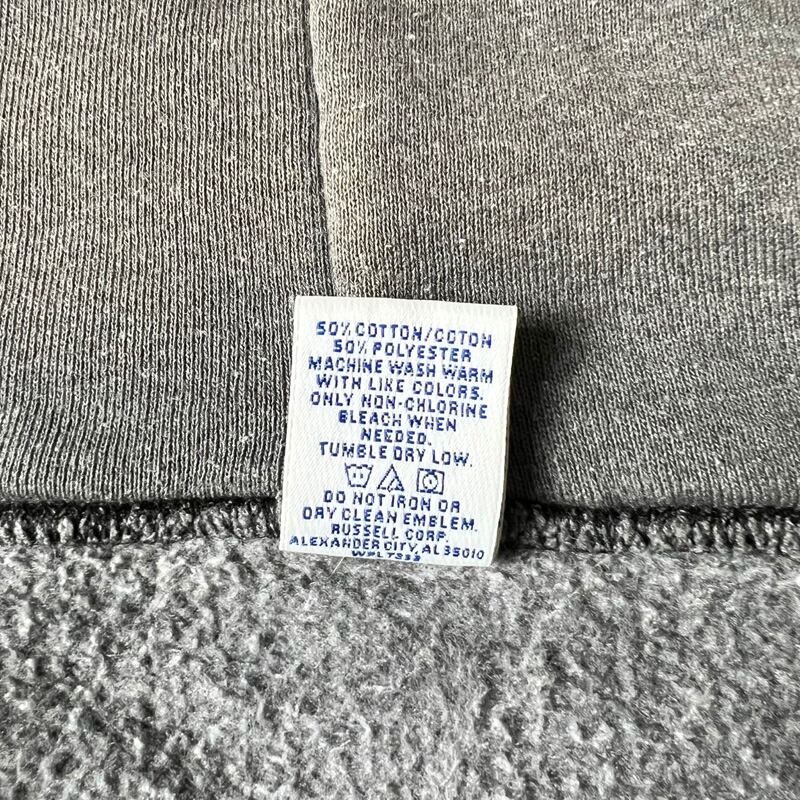 50% COTTON/COTON
50% POLYESTER
MACHINE WASH WARM
WITH LIKE COLORS.
ONLY NON-CHLORINE
BLEACH WHEN
NEEDED.
TUMBLE DRY LOW.
DO NOT IRON OR
DRY CLEAN EMBLEM.
RUSSELL CORP.
ALEXANDER CITY, AL 35010